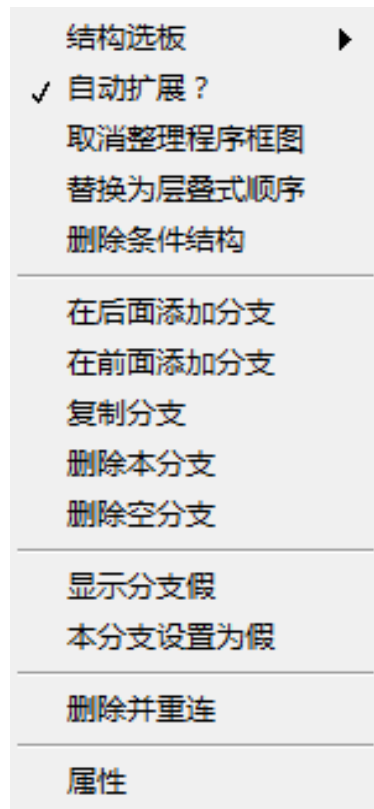 结构选板
自动扩展？
取消整理程序框图
替换为层叠式顺序
删除条件结构
在后面添加分支
在前面添加分支
复制分支
删除本分支
删除空分支
显示分支假
本分支设置为假
删除并重连
属性